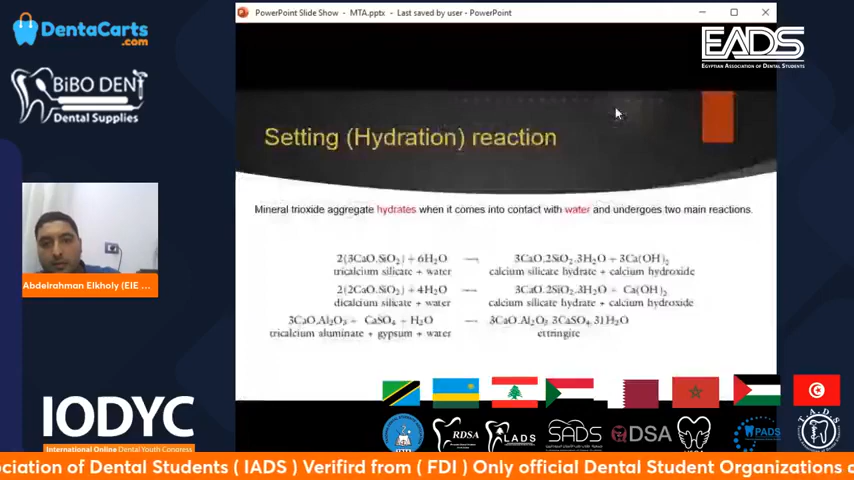 DentaCarts
.com
BiBO DENT
Dental Supplies
PowerPoint Slide Show - MTA.pptx - Last saved by user - PowerPoint
EADS
EGYPTIAN ASSOCIATION OF DENTAL STUDENTS
Setting (Hydration) reaction
Mineral trioxide aggregate hydrates when it comes into contact with water and undergoes two main reactions.
2(3CaO.SiO₂) + 6H₂O → 3CaO.2SiO₂.3H₂O + 3Ca(OH)₂
tricalcium silicate + water calcium silicate hydrate + calcium hydroxide
2(2CaO.SiO₂) + 4H₂O → 3CaO.2SiO₂.3H₂O + Ca(OH)₂
dicalcium silicate + water calcium silicate hydrate + calcium hydroxide
3CaO.Al₂O₃ + CaSO₄ + H₂O → 3CaO.Al₂O₃.3CaSO₄.31H₂O
tricalcium aluminate + gypsum + water ettringite
Abdelrahman Elkholy (EIE ...
IODYC
International Online Dental Youth Congress
RDSA
LADS
SADS
DSA
PADS
TADS
ociation of Dental Students ( IADS ) Verifird from ( FDI ) Only official Dental Student Organizations a